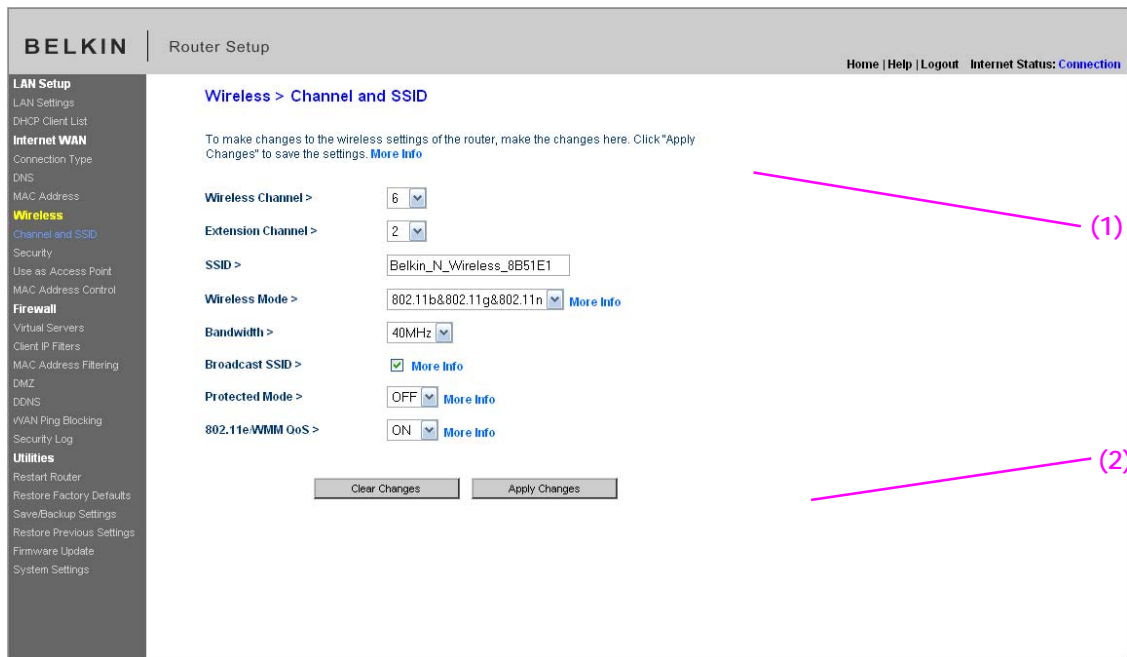 BELKIN
Router Setup
Home | Help | Logout Internet Status: Connection
LAN Setup
LAN Settings
DHCP Client List
Internet WAN
Connection Type
DNS
MAC Address
Wireless
Channel and SSID
Security
Use as Access Point
MAC Address Control
Firewall
Virtual Servers
Client IP Filters
MAC Address Filtering
DMZ
DDNS
WAN Ping Blocking
Security Log
Utilities
Restart Router
Restore Factory Defaults
Save/Backup Settings
Restore Previous Settings
Firmware Update
System Settings
Wireless > Channel and SSID
To make changes to the wireless settings of the router, make the changes here. Click "Apply
Changes" to save the settings. More Info
Wireless Channel > 6
Extension Channel > 2
SSID > Belkin_N_Wireless_8B51E1
Wireless Mode > 802.11b&802.11g&802.11n More Info
Bandwidth > 40MHz
Broadcast SSID > More Info
Protected Mode > OFF More Info
802.11e/WMM QoS > ON More Info
Clear Changes Apply Changes
(1)
(2)